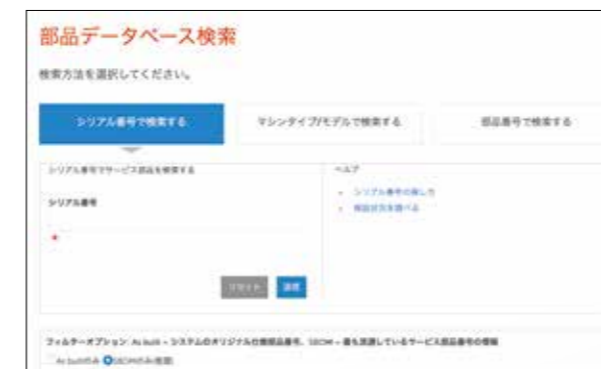 部品データベース検索
検索方法を選択してください。
シリアル番号で検索する
マシンタイプ/モデルで検索する
部品番号で検索する
シリアル番号でサービス部品を検索する
ヘルプ
シリアル番号の探し方
保証状況を調べる
シリアル番号
*
リセット
送信
フィルターオプション: As built – システムのオリジナル仕様部品番号、SBOM – 最も流通しているサービス部品番号の情報
As builtのみ SBOMのみ(推奨)